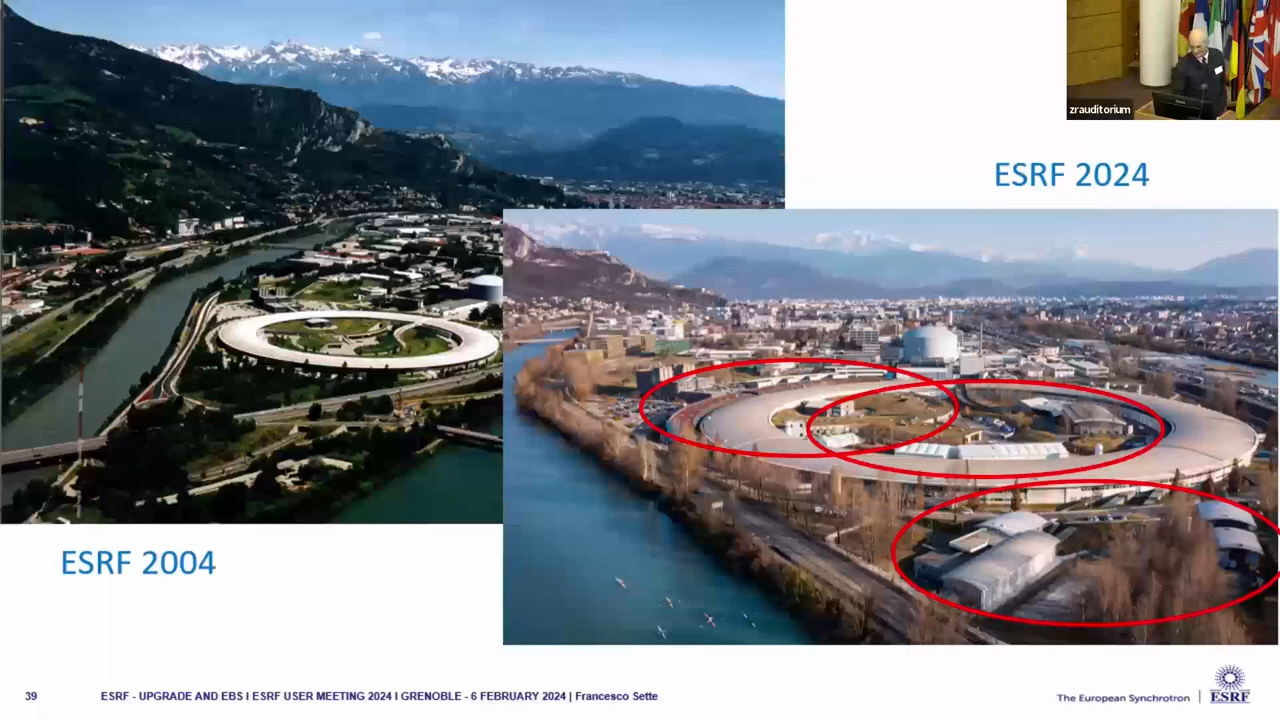 zrauditorium
ESRF 2024
ESRF 2004
39
ESRF - UPGRADE AND EBS I ESRF USER MEETING 2024 I GRENOBLE - 6 FEBRUARY 2024 | Francesco Sette
The European Synchrotron | ESRF